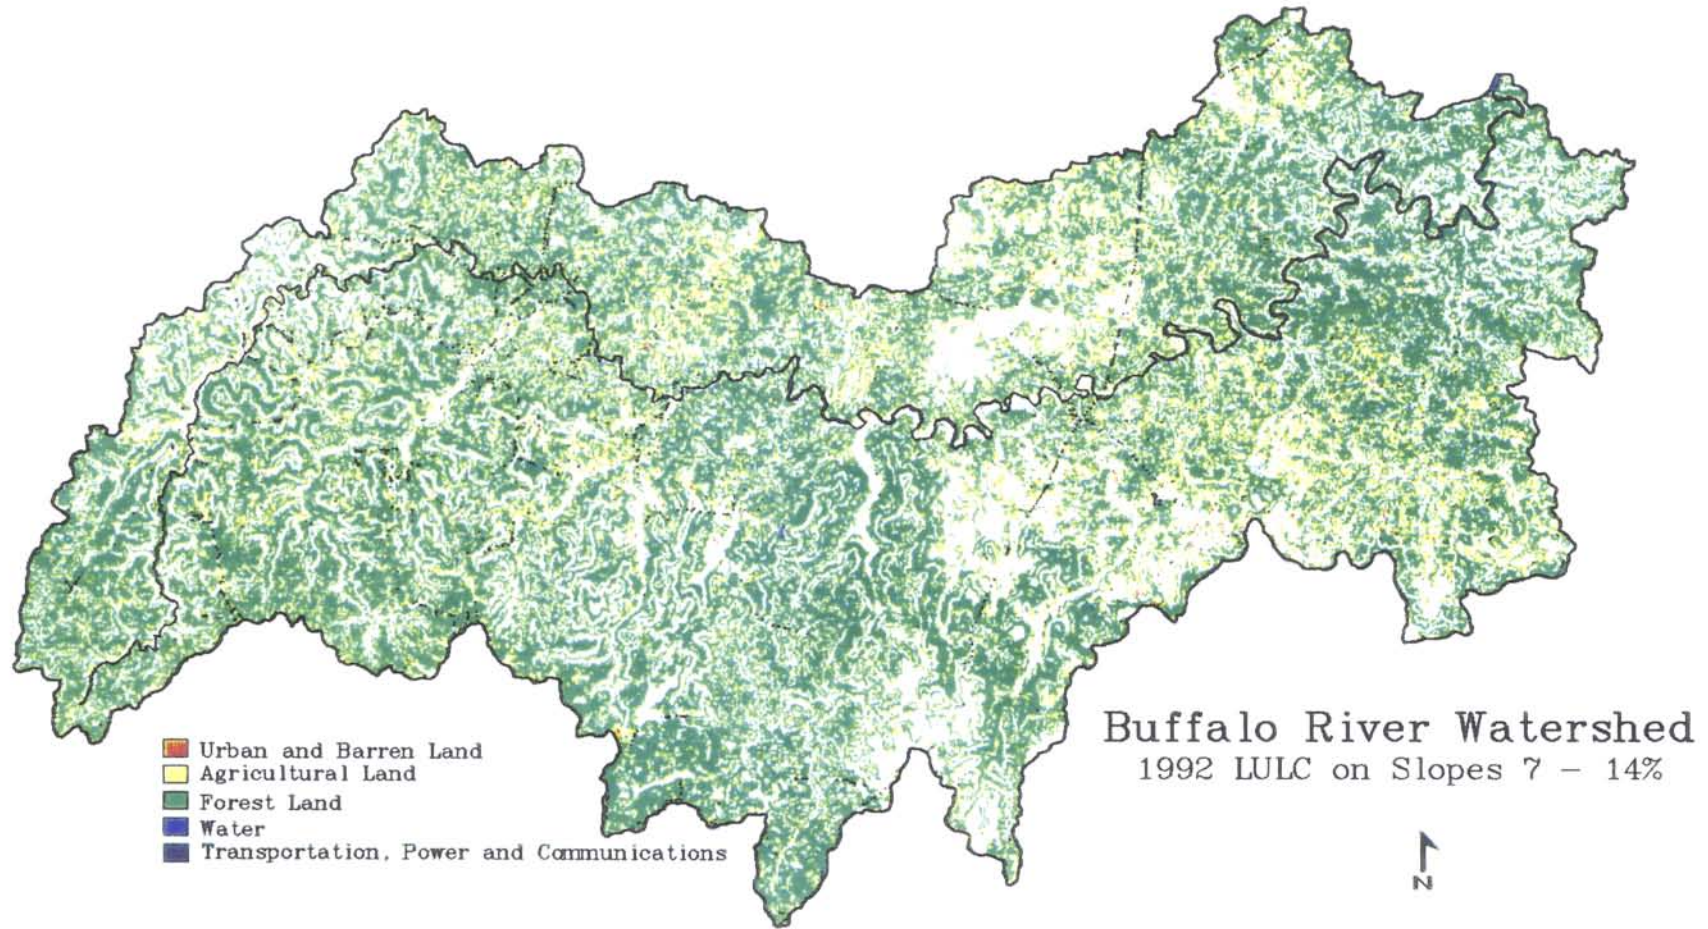 Buffalo River Watershed
1992 LULC on Slopes 7 - 14%
Urban and Barren Land
Agricultural Land
Forest Land
Water
Transportation, Power and Communications
N